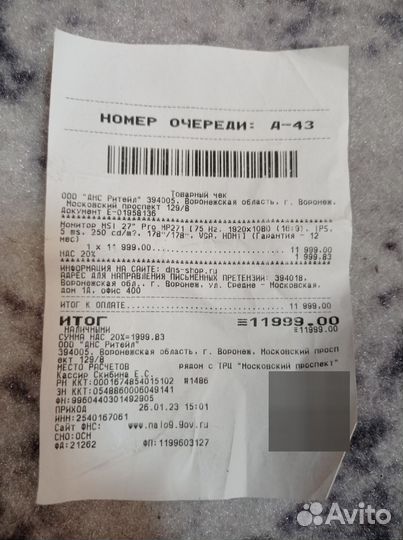 НОМЕР ОЧЕРЕДИ: А-43
Товарный чек
ООО "ДНС Ритейл" 394005, Воронежская область, г. Воронеж,
Московский проспект 129/8
Документ Е-01958136
Монитор MSI 27" Pro MP271 [75 Hz, 1920x1080 (16:9), IPS,
5 ms, 250 cd/m?, 178°/178°, VGA, HDMI] (Гарантия - 12
мес)
1 x 11 999.00 11 999.00
НДС 20% 1 999.83
ИНФОРМАЦИЯ НА САЙТЕ: dns-shop.ru
АДРЕС ДЛЯ НАПРАВЛЕНИЯ ПИСЬМЕННЫХ ПРЕТЕНЗИЙ: 394018,
Воронежская обл., г. Воронеж, ул. Средне - Московская,
дом 1Д, офис 400
ИТОГ К ОПЛАТЕ 11 999.00
ИТОГ ≡11999.00
НАЛИЧНЫМИ ≡11999.00
СУММА НДС 20%=1999.83
ООО "ДНС Ритейл"
394005, Воронежская область, г. Воронеж, Московский просп
ект 129/8
МЕСТО РАСЧЕТОВ рядом с ТРЦ "Московский проспект"
Кассир Скибина Е.С.
РН ККТ:0001674854015102 #1486
ЗН ККТ:0548860006049141
ФН:9960440301492905
ПРИХОД 26.01.23 15:01
ИНН:2540167061
Сайт ФНС: www.nalog.gov.ru
СНО:ОСН
ФД:21262 ФП:1199603127
Avito